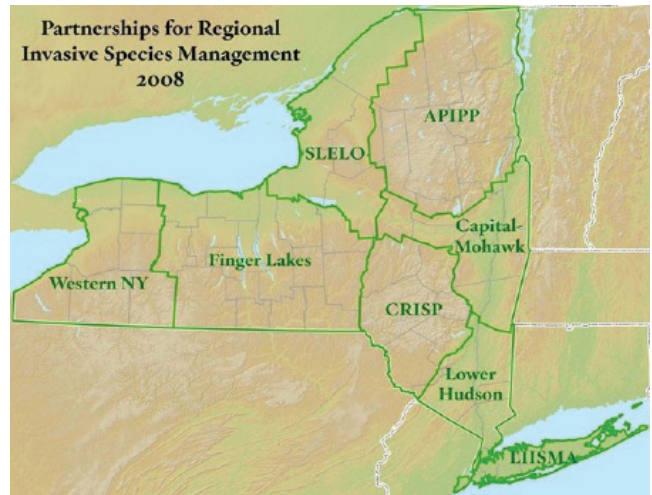 Partnerships for Regional
Invasive Species Management
2008
APIPP
SLELO
Capital-
Mohawk
Finger Lakes
Western NY
CRISP
Lower
Hudson
LIISMA